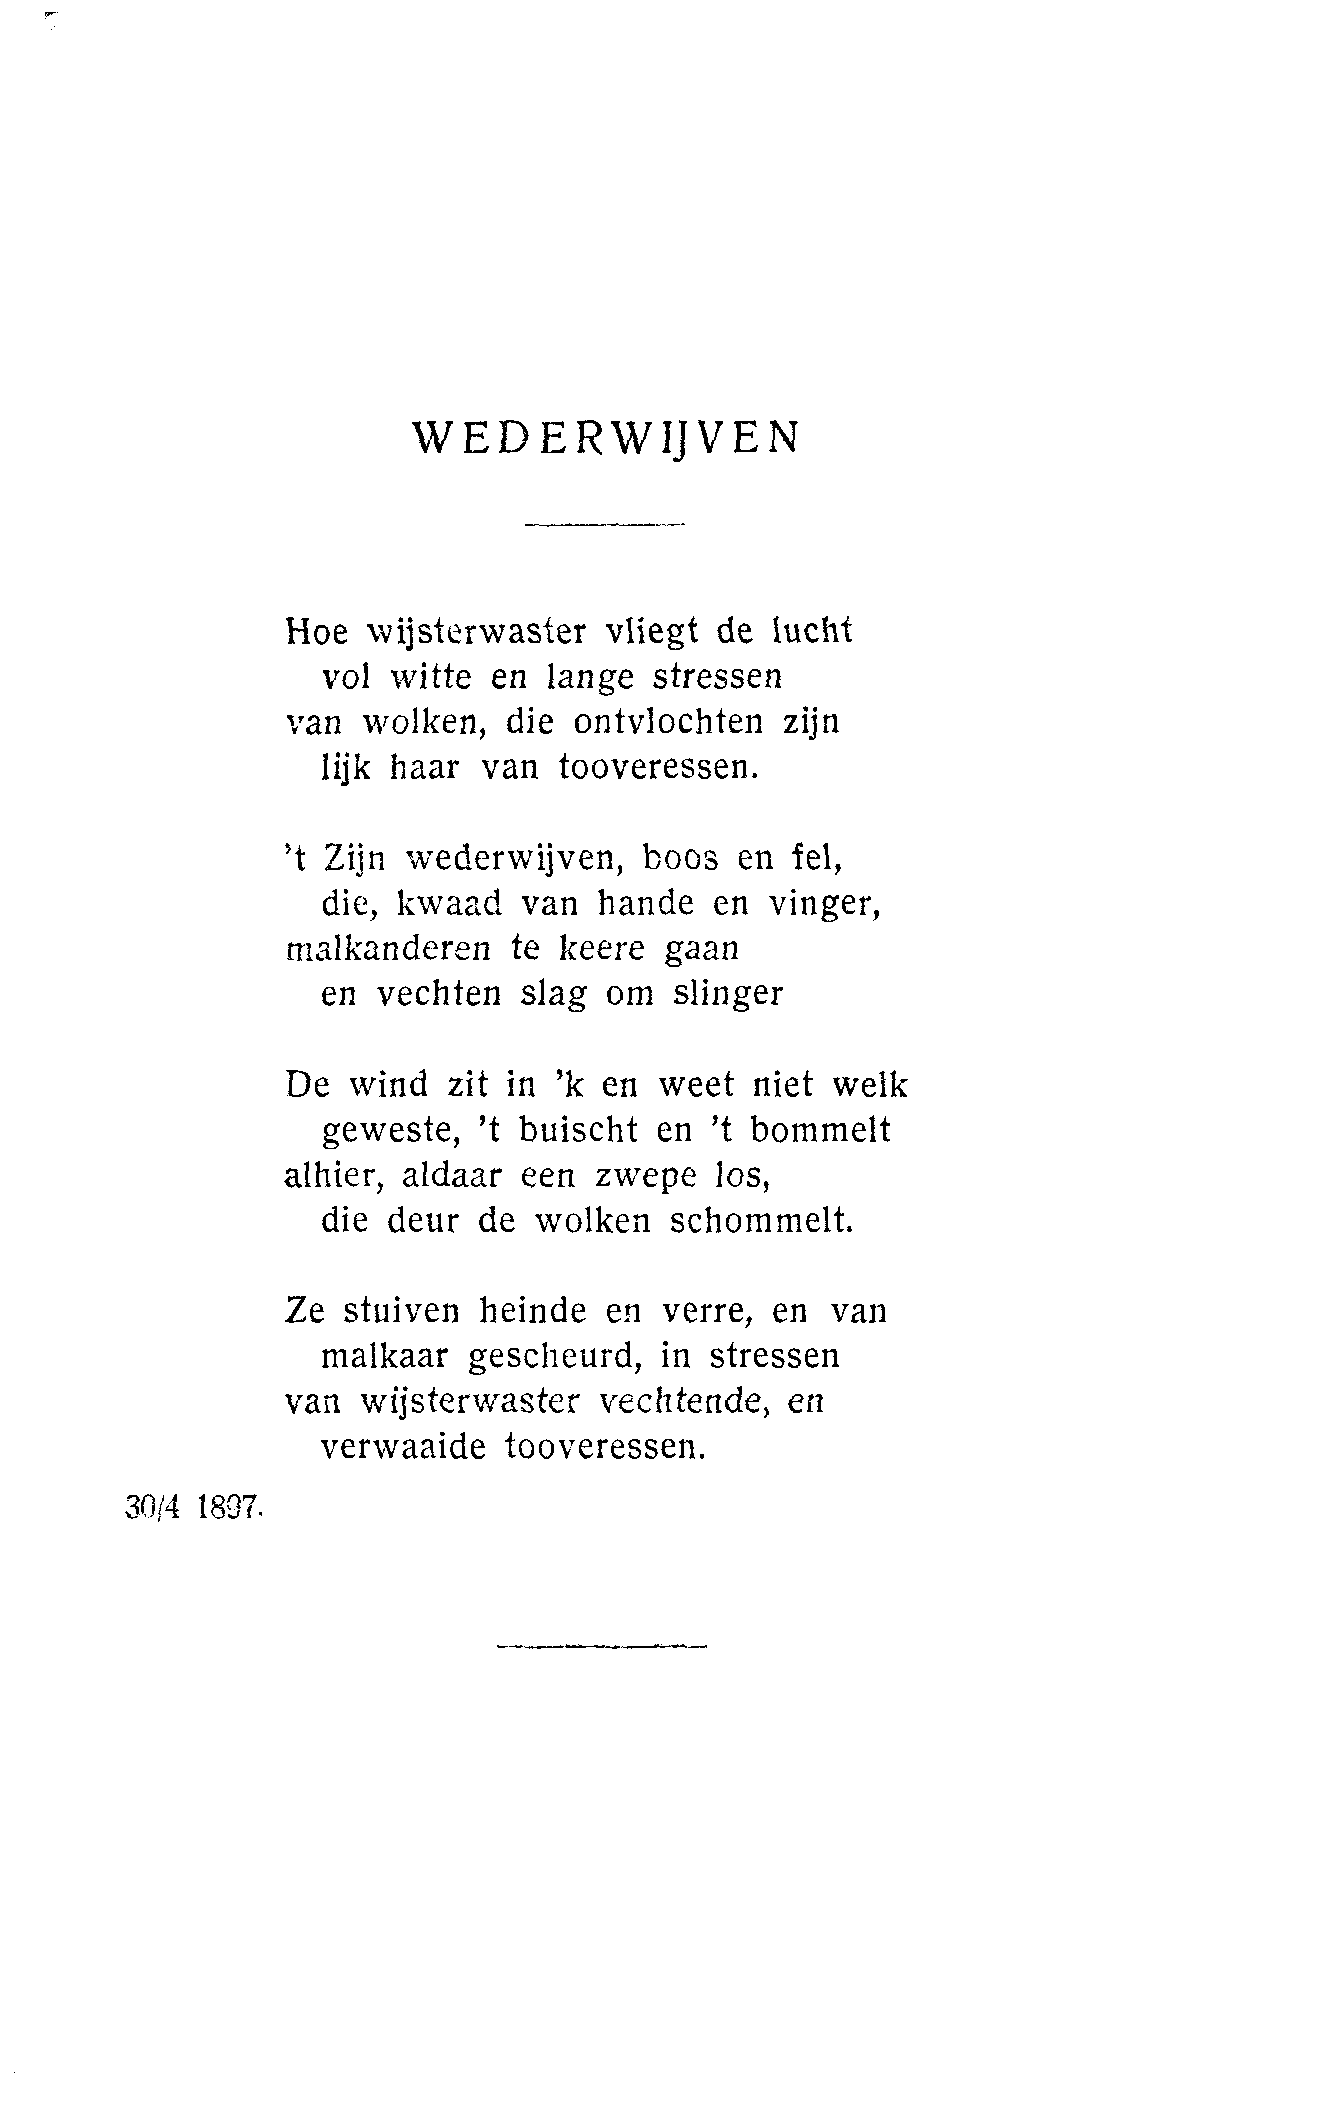 WEDERWIJVEN
Hoe wijsterwaster vliegt de lucht
vol witte en lange stressen
van wolken, die ontvlochten zijn
lijk haar van tooveressen.
't Zijn wederwijven, boos en fel,
die, kwaad van hande en vinger,
malkanderen te keere gaan
en vechten slag om slinger
De wind zit in 'k en weet niet welk
geweste, 't buischt en 't bommelt
alhier, aldaar een zwepe los,
die deur de wolken schommelt.
Ze stuiven heinde en verre, en van
malkaar gescheurd, in stressen
van wijsterwaster vechtende, en
verwaaide tooveressen.
30/4 1897.